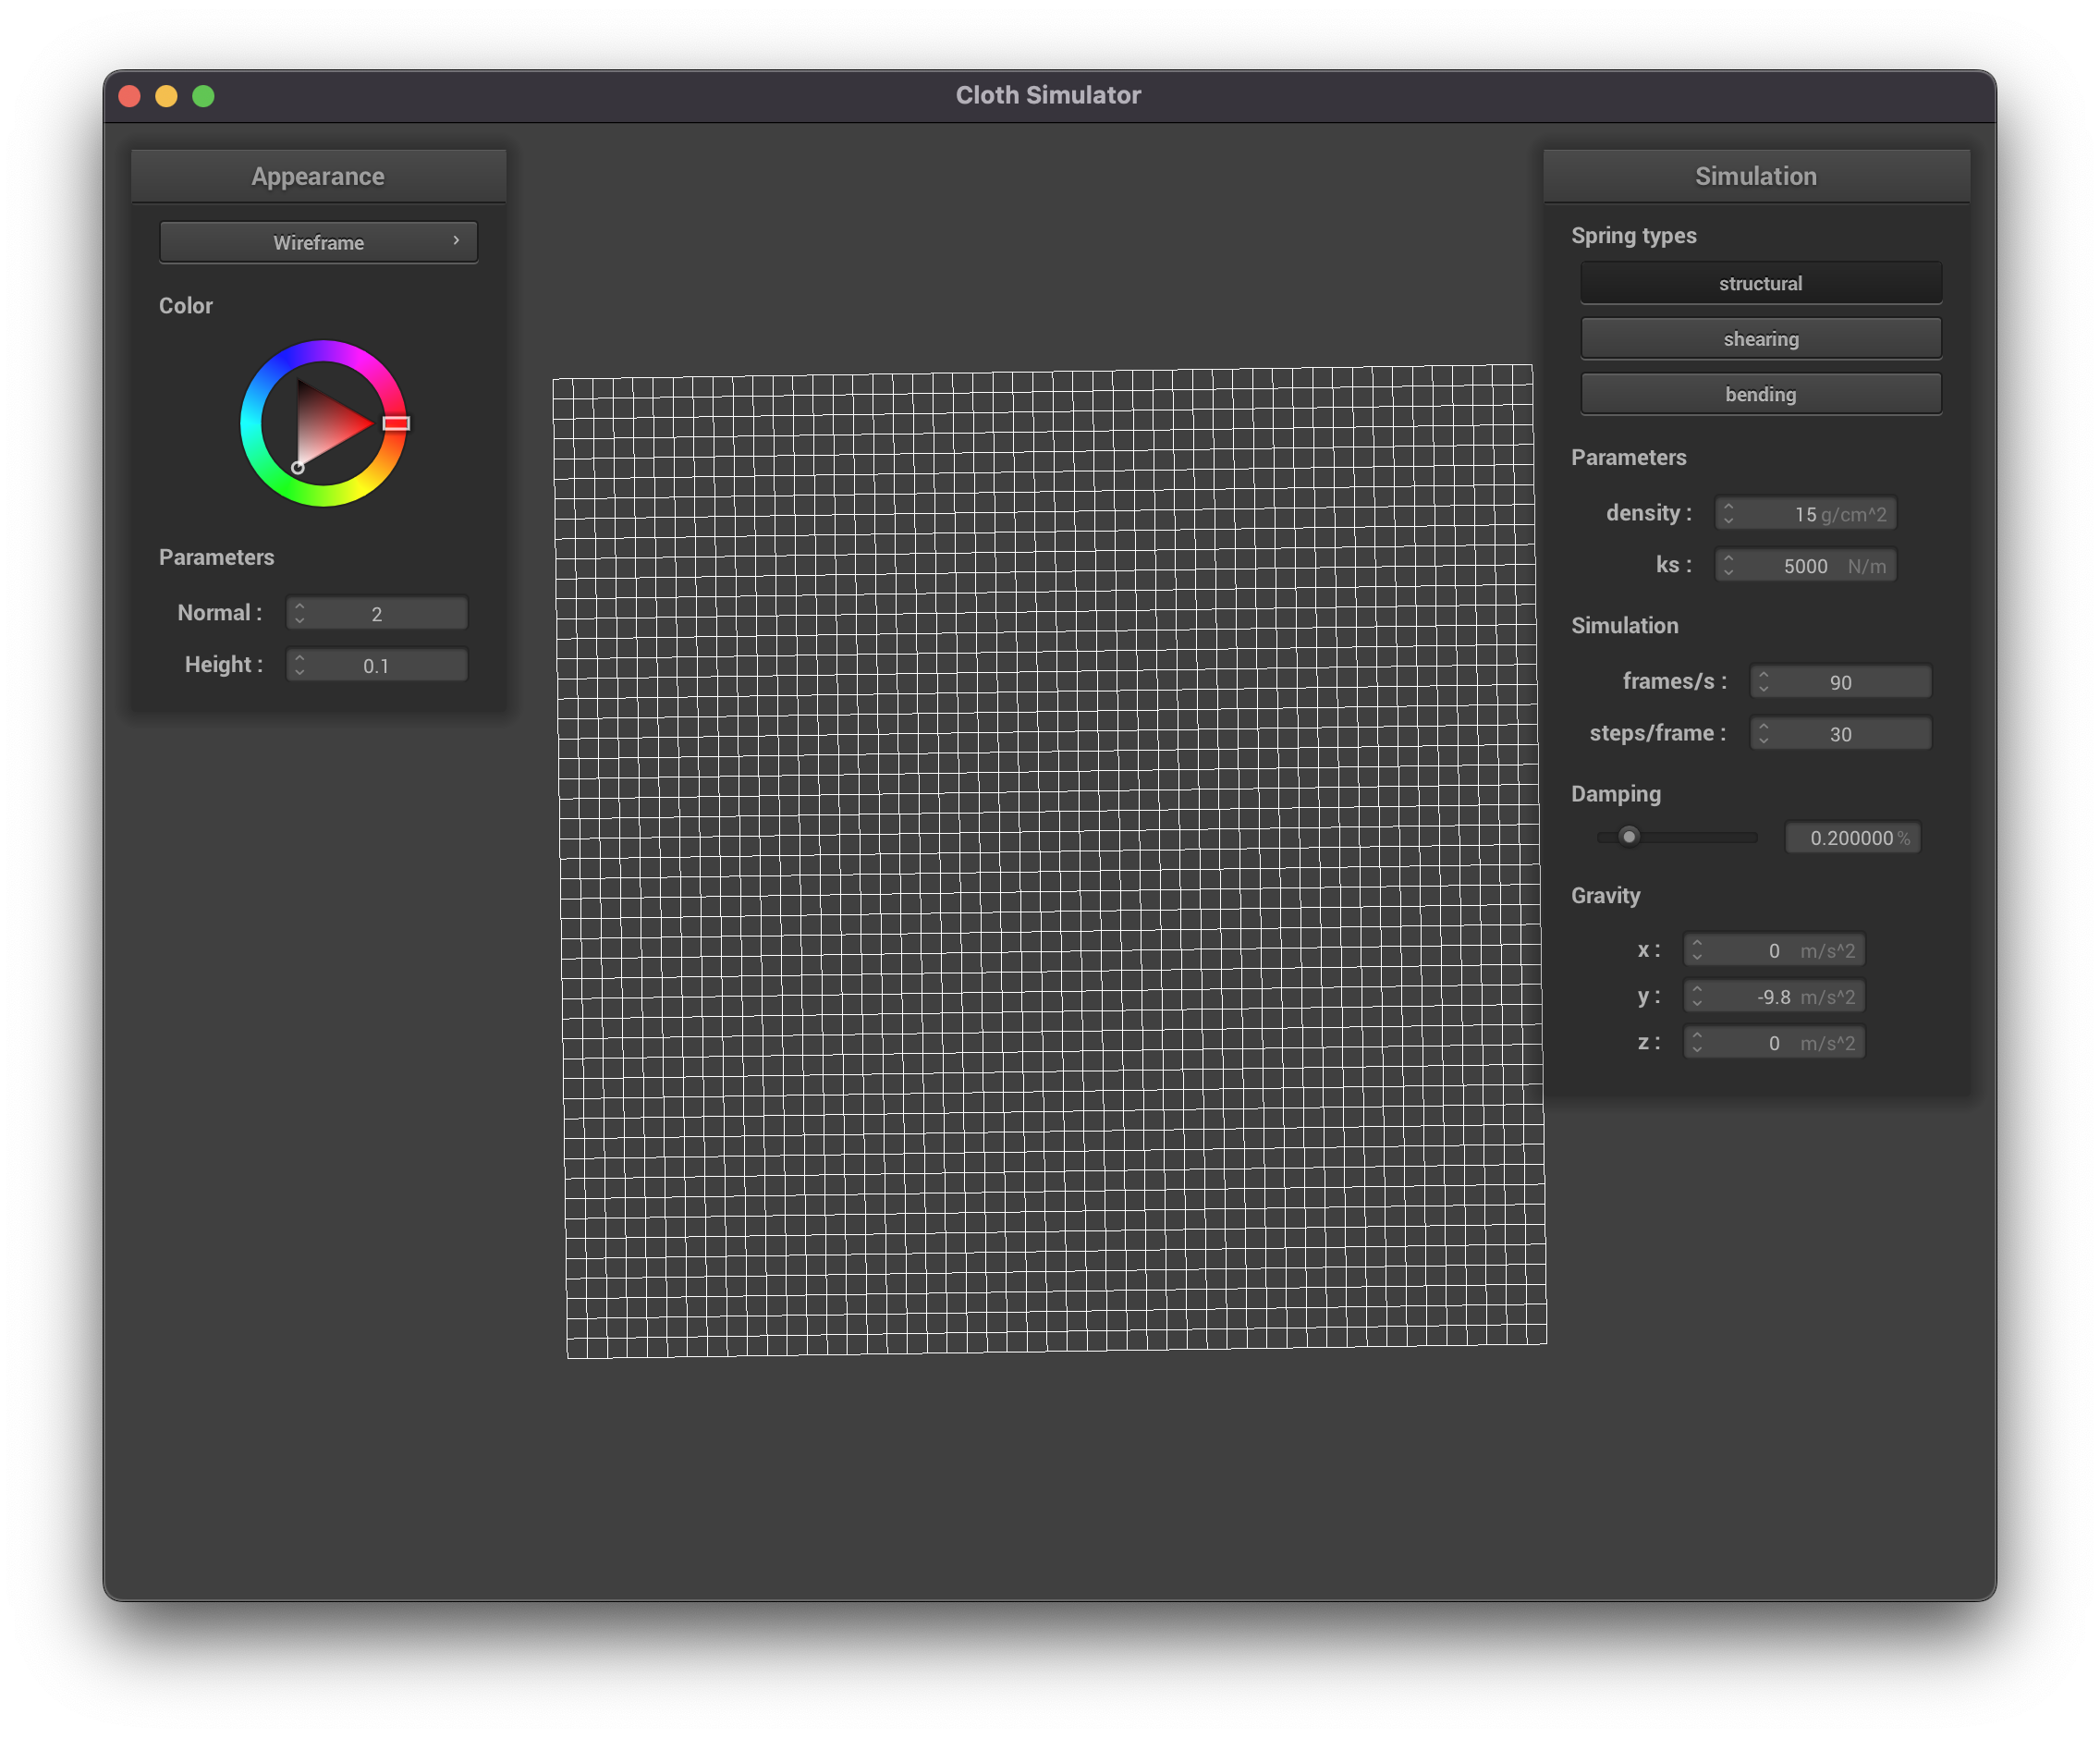 Cloth Simulator
Appearance
Wireframe
Color
Parameters
Normal : 2
Height : 0.1
Simulation
Spring types
structural
shearing
bending
Parameters
density : 15 g/cm^2
ks : 5000 N/m
Simulation
frames/s : 90
steps/frame : 30
Damping
0.200000 %
Gravity
x : 0 m/s^2
y : -9.8 m/s^2
z : 0 m/s^2